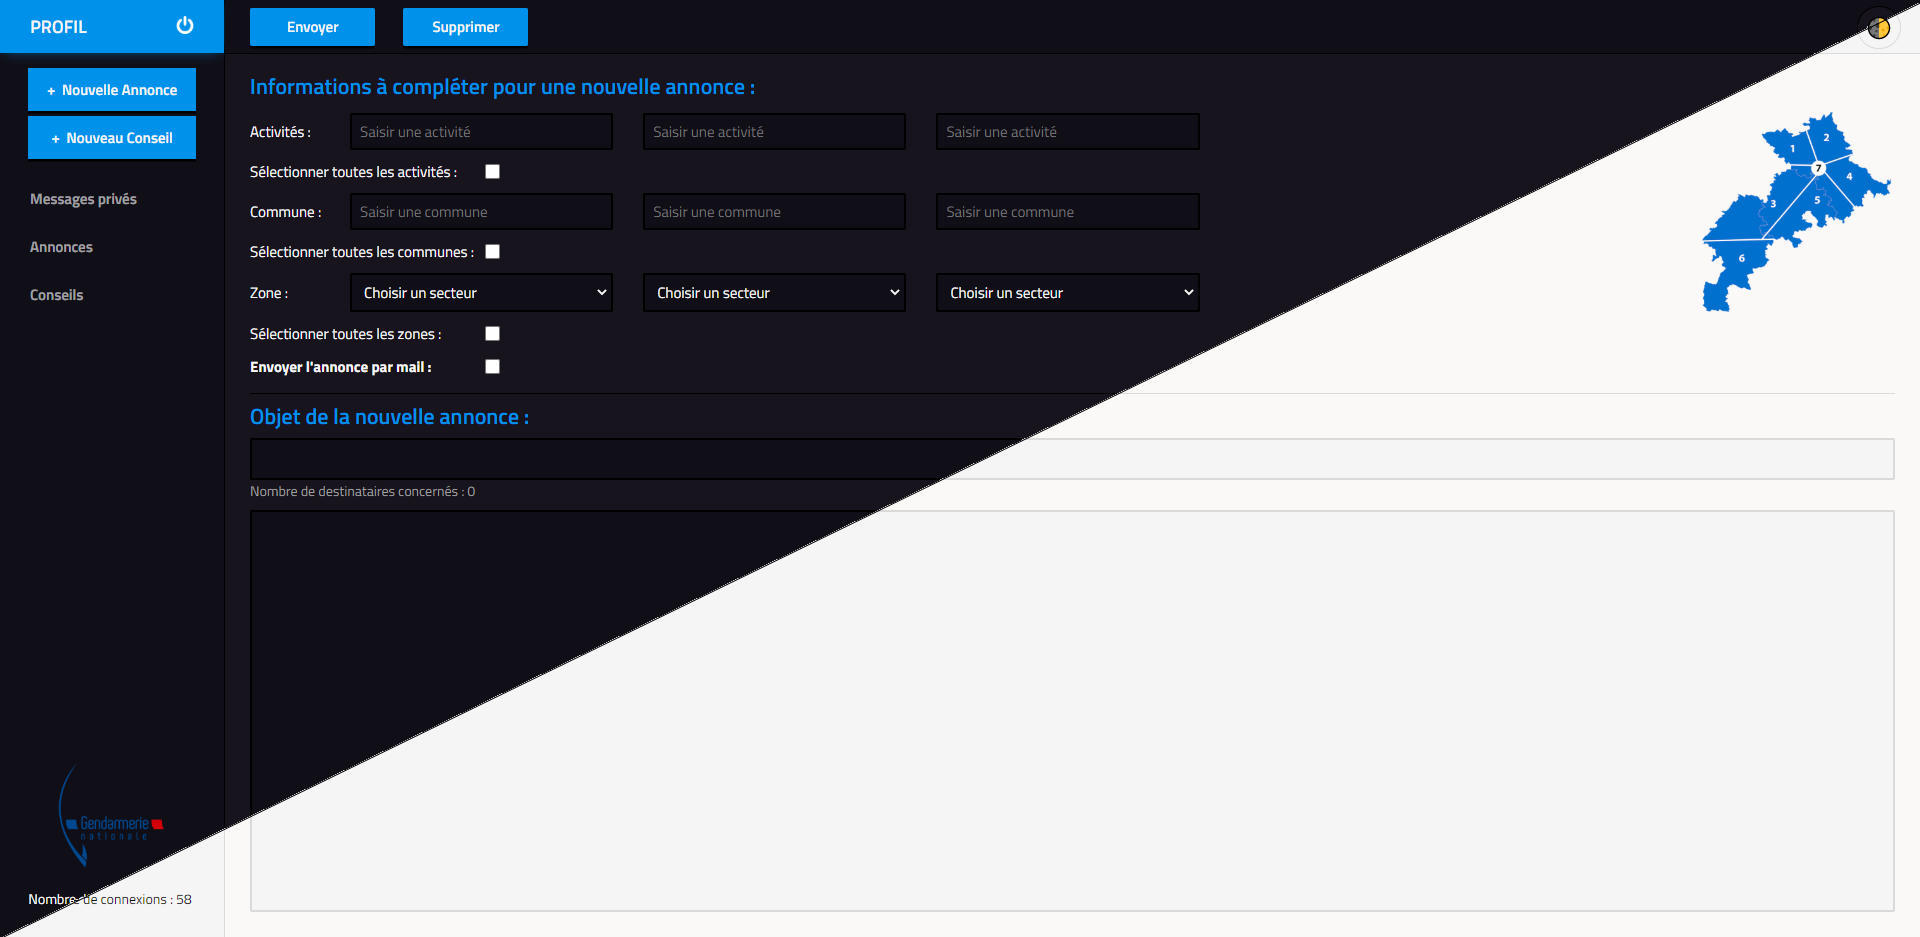 PROFIL
Envoyer
Supprimer
+ Nouvelle Annonce
+ Nouveau Conseil
Messages privés
Annonces
Conseils
Informations à compléter pour une nouvelle annonce :
Activités :
Saisir une activité
Saisir une activité
Saisir une activité
Sélectionner toutes les activités :
Commune :
Saisir une commune
Saisir une commune
Saisir une commune
Sélectionner toutes les communes :
Zone :
Choisir un secteur
Choisir un secteur
Choisir un secteur
Sélectionner toutes les zones :
Envoyer l'annonce par mail :
1
2
7
4
3
5
6
Objet de la nouvelle annonce :
Nombre de destinataires concernés : 0
Gendarmerie
nationale
Nombre de connexions : 58